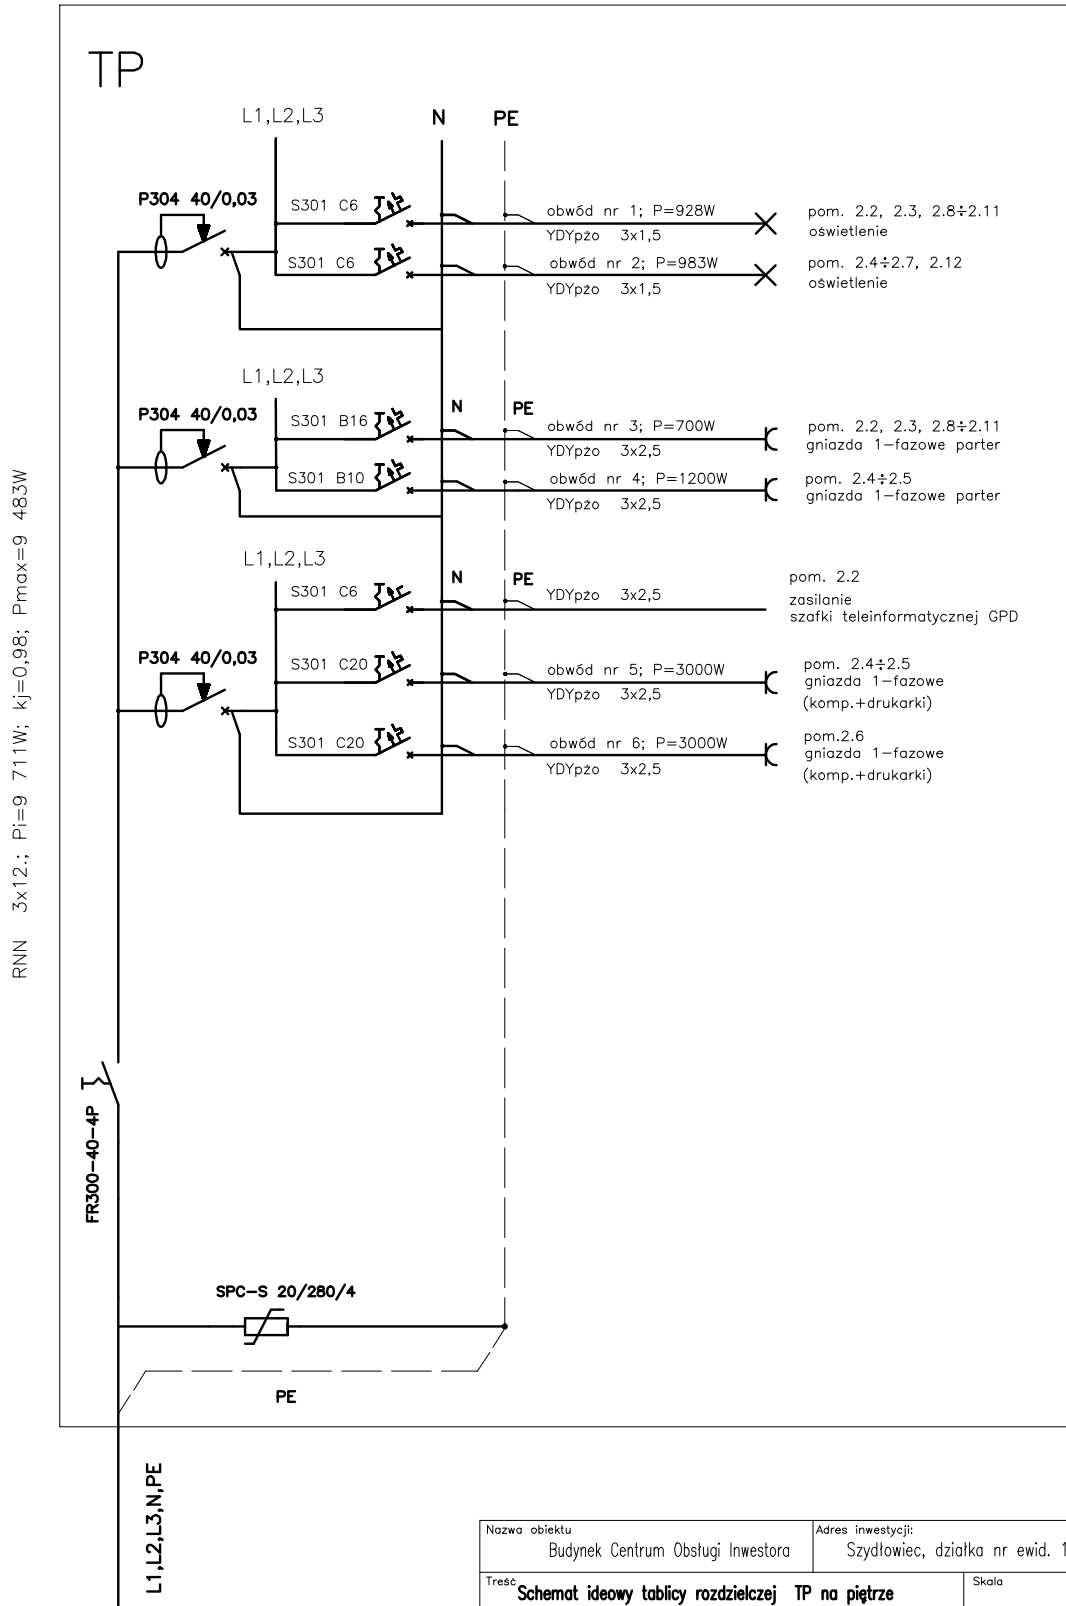 TP
L1,L2,L3
N
PE
P304 40/0,03
S301 C6
obwód nr 1; P=928W
YDYpżo 3x1,5
pom. 2.2, 2.3, 2.8÷2.11
oświetlenie
S301 C6
obwód nr 2; P=983W
YDYpżo 3x1,5
pom. 2.4÷2.7, 2.12
oświetlenie
L1,L2,L3
N
PE
P304 40/0,03
S301 B16
obwód nr 3; P=700W
YDYpżo 3x2,5
pom. 2.2, 2.3, 2.8÷2.11
gniazda 1-fazowe parter
S301 B10
obwód nr 4; P=1200W
YDYpżo 3x2,5
pom. 2.4÷2.5
gniazda 1-fazowe parter
L1,L2,L3
N
PE
S301 C6
YDYpżo 3x2,5
pom. 2.2
zasilanie
szafki teleinformatycznej GPD
P304 40/0,03
S301 C20
obwód nr 5; P=3000W
YDYpżo 3x2,5
pom. 2.4÷2.5
gniazda 1-fazowe
(komp.+drukarki)
S301 C20
obwód nr 6; P=3000W
YDYpżo 3x2,5
pom.2.6
gniazda 1-fazowe
(komp.+drukarki)
RNN 3x12.; Pi=9 711W; kj=0,98; Pmax=9 483W
FR300-40-4P
SPC-S 20/280/4
PE
L1,L2,L3,N,PE
Nazwa obiektu
Budynek Centrum Obsługi Inwestora
Adres inwestycji:
Szydłowiec, działka nr ewid. 1
Treść
Schemat ideowy tablicy rozdzielczej TP na piętrze
Skala